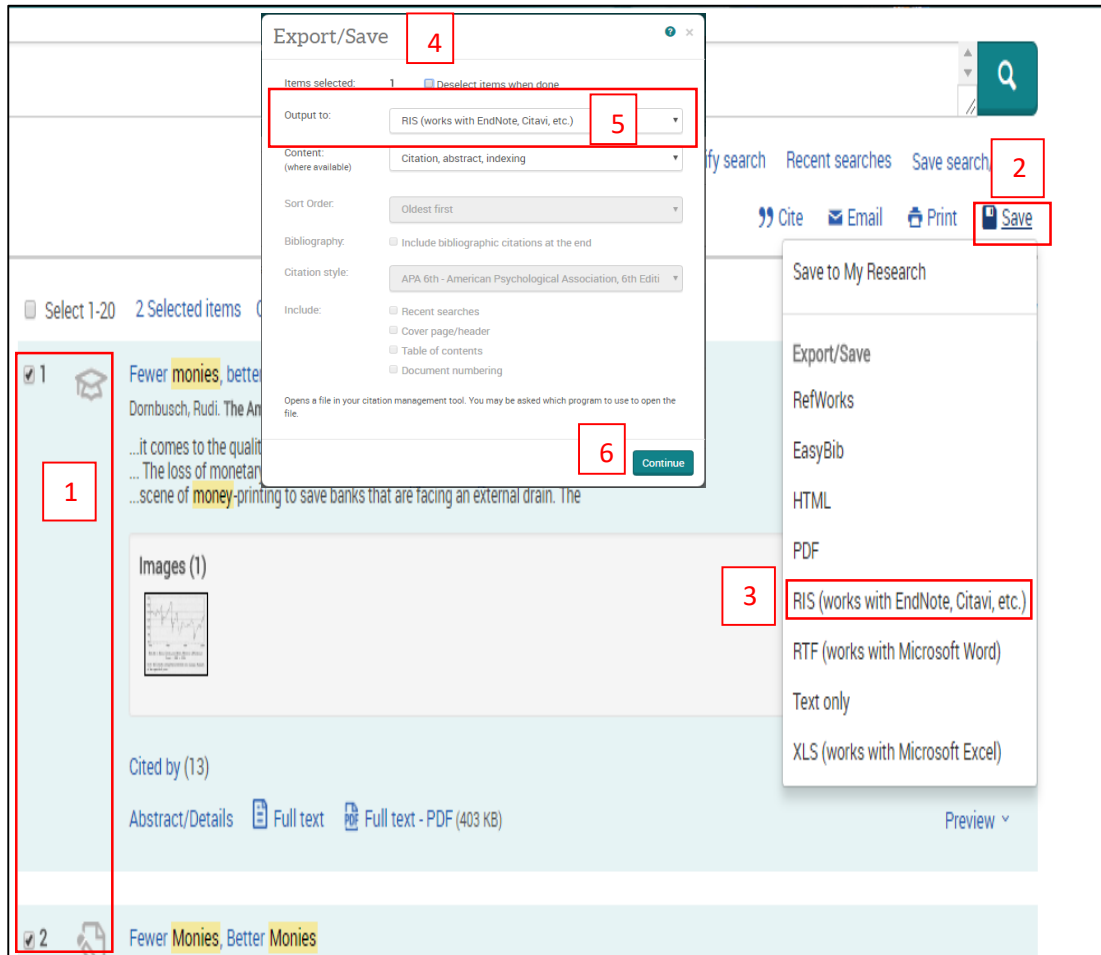 Export/Save
4
Items selected: 1 Deselect items when done
Output to: RIS (works with EndNote, Citavi, etc.)
5
Content: Citation, abstract, indexing
(where available)
Sort Order: Oldest first
Bibliography: Include bibliographic citations at the end
Citation style: APA 6th - American Psychological Association, 6th Editi
Include: Recent searches
Cover page/header
Table of contents
Document numbering
Opens a file in your citation management tool. You may be asked which program to use to open the
file.
6
Continue
search Recent searches Save search/
2
Cite Email Print Save
Save to My Research
Export/Save
RefWorks
EasyBib
HTML
PDF
3
RIS (works with EndNote, Citavi, etc.)
RTF (works with Microsoft Word)
Text only
XLS (works with Microsoft Excel)
Select 1-20 2 Selected items
1
1 Fewer monies, better
Dornbusch, Rudi. The Am
...it comes to the qualit
... The loss of monetary
...scene of money-printing to save banks that are facing an external drain. The
Images (1)
Cited by (13)
Abstract/Details Full text PDF Full text - PDF (403 KB) Preview
2 Fewer Monies, Better Monies